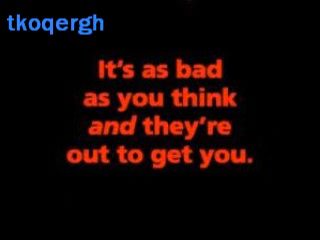 tkoqergh
It's as bad
as you think
and they're
out to get you.